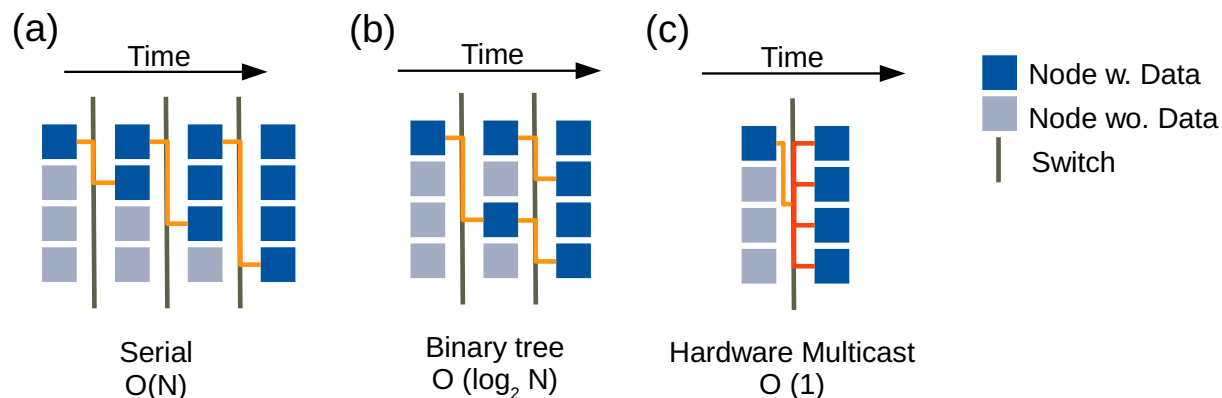 (a)
Time
Serial
O(N)
(b)
Time
Binary tree
O (log₂ N)
(c)
Time
Hardware Multicast
O (1)
Node w. Data
Node wo. Data
Switch